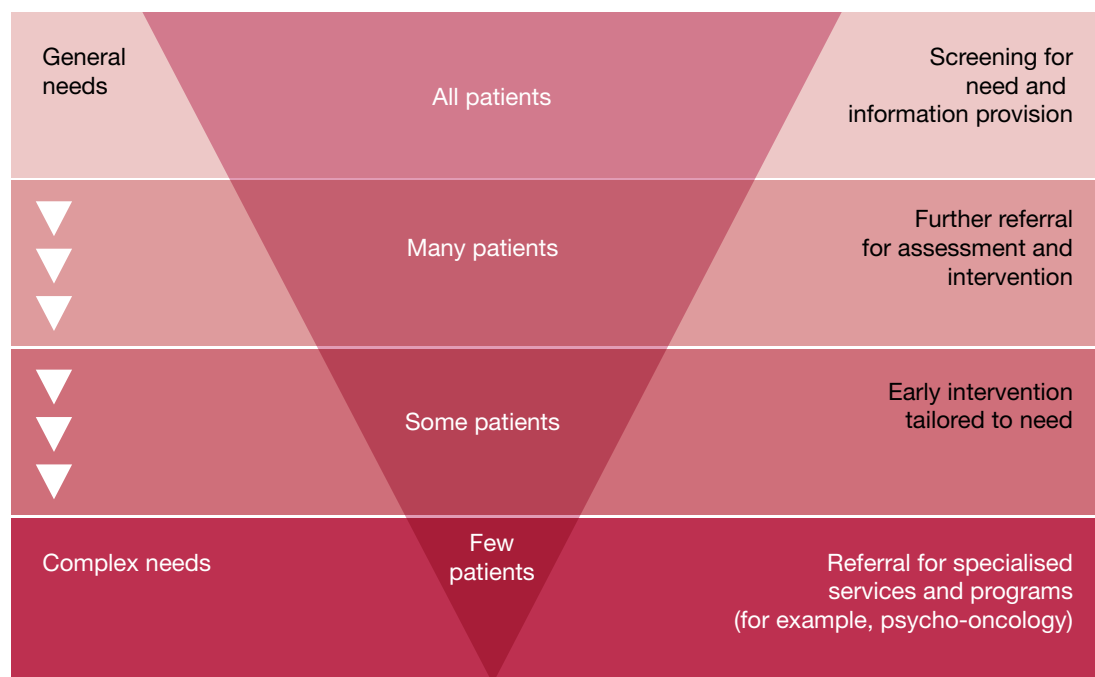 General
needs
All patients
Screening for
need and
information provision
Many patients
Further referral
for assessment and
intervention
Some patients
Early intervention
tailored to need
Complex needs
Few
patients
Referral for specialised
services and programs
(for example, psycho-oncology)